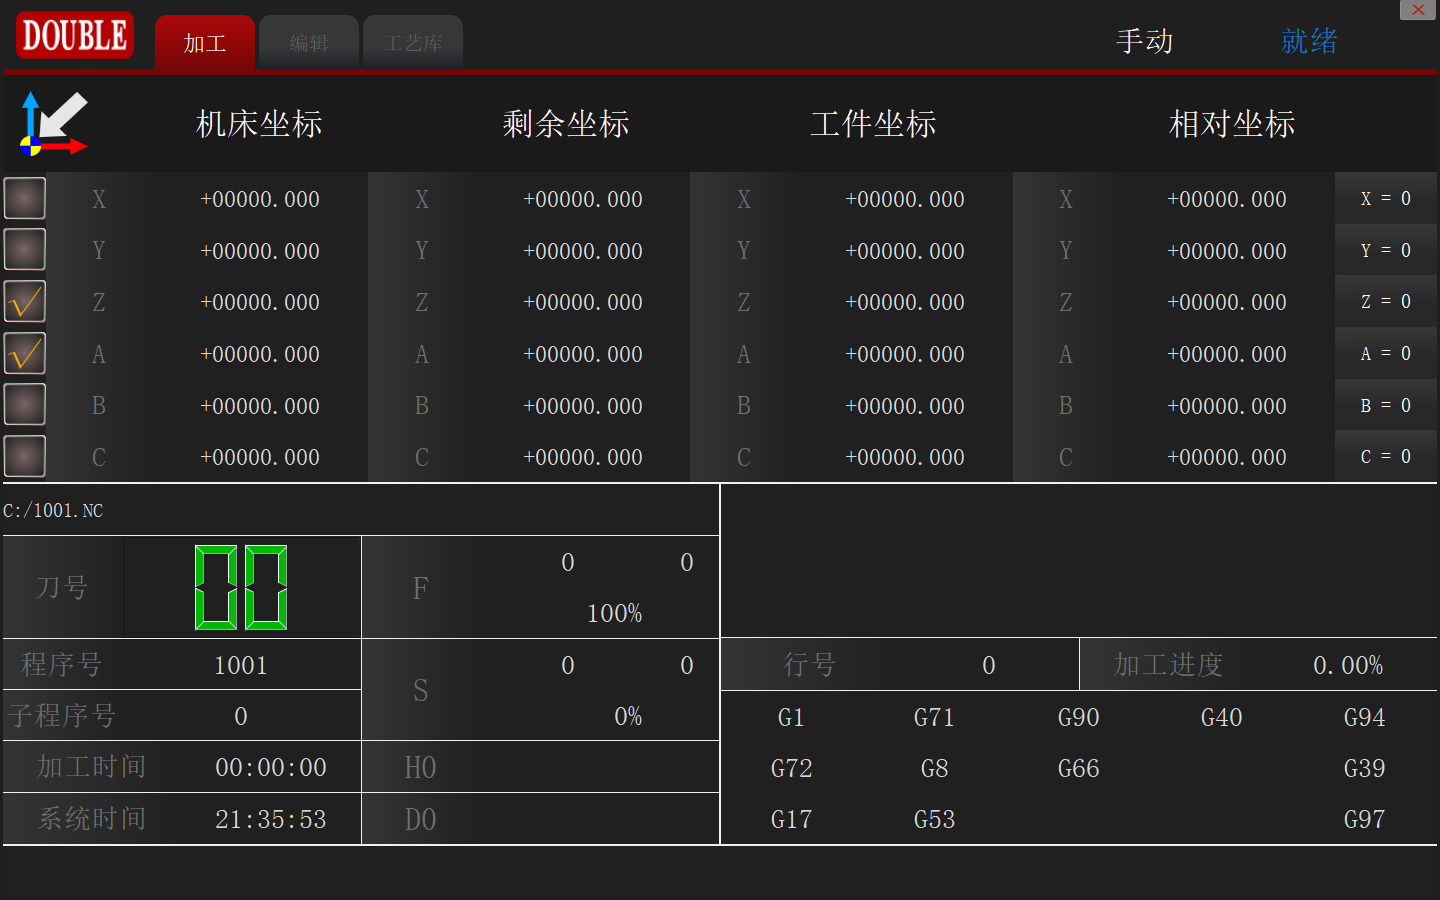 DOUBLE 加工 编辑 工艺库 手动 就绪
机床坐标 剩余坐标 工件坐标 相对坐标
X +00000.000 X +00000.000 X +00000.000 X +00000.000 X = 0
Y +00000.000 Y +00000.000 Y +00000.000 Y +00000.000 Y = 0
Z +00000.000 Z +00000.000 Z +00000.000 Z +00000.000 Z = 0
A +00000.000 A +00000.000 A +00000.000 A +00000.000 A = 0
B +00000.000 B +00000.000 B +00000.000 B +00000.000 B = 0
C +00000.000 C +00000.000 C +00000.000 C +00000.000 C = 0
C:/1001.NC
刀号 00 F 0 0
100%
程序号 1001 S 0 0
子程序号 0 0%
加工时间 00:00:00 H0
系统时间 21:35:53 D0
行号 0 加工进度 0.00%
G1 G71 G90 G40 G94
G72 G8 G66 G39
G17 G53 G97